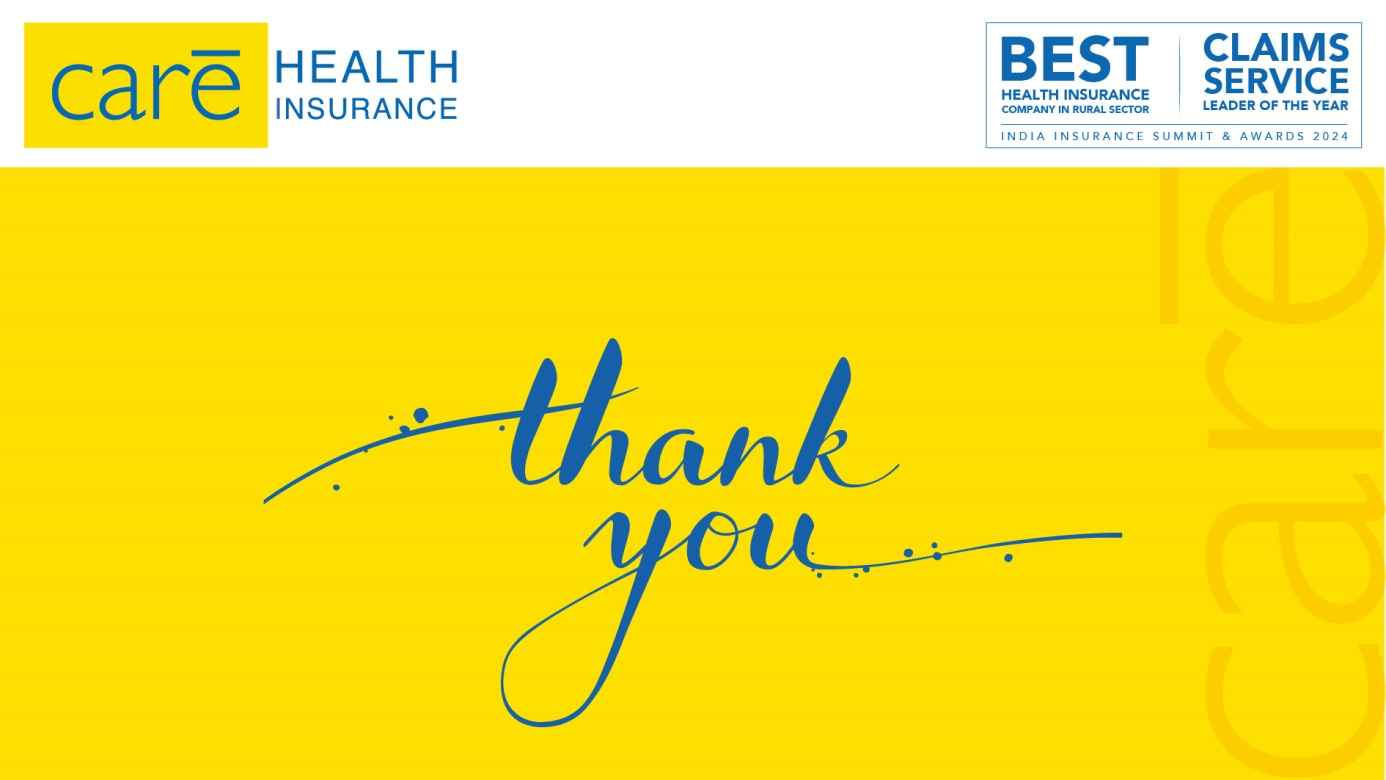 carē
HEALTH
INSURANCE
BEST
HEALTH INSURANCE
COMPANY IN RURAL SECTOR
CLAIMS
SERVICE
LEADER OF THE YEAR
INDIA INSURANCE SUMMIT & AWARDS 2024
thank
you
carē